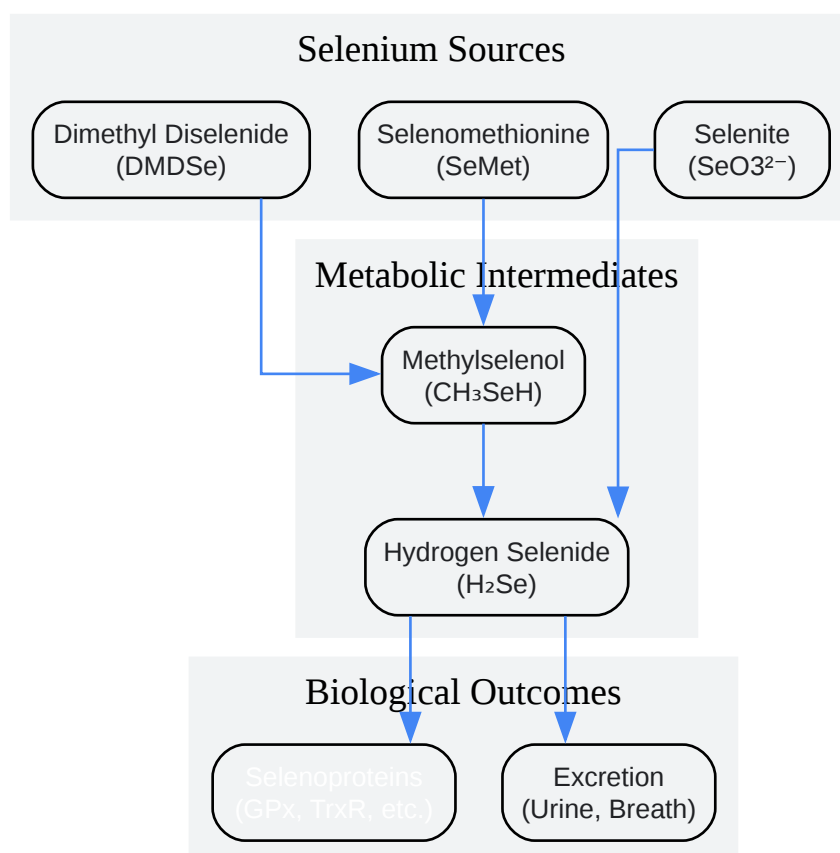 Selenium Sources
Dimethyl Diselenide
(DMDSe)
Selenomethionine
(SeMet)
Selenite
(SeO3²⁻)
Metabolic Intermediates
Methylselenol
(CH₃SeH)
Hydrogen Selenide
(H₂Se)
Biological Outcomes
Selenoproteins
(GPx, TrxR, etc.)
Excretion
(Urine, Breath)